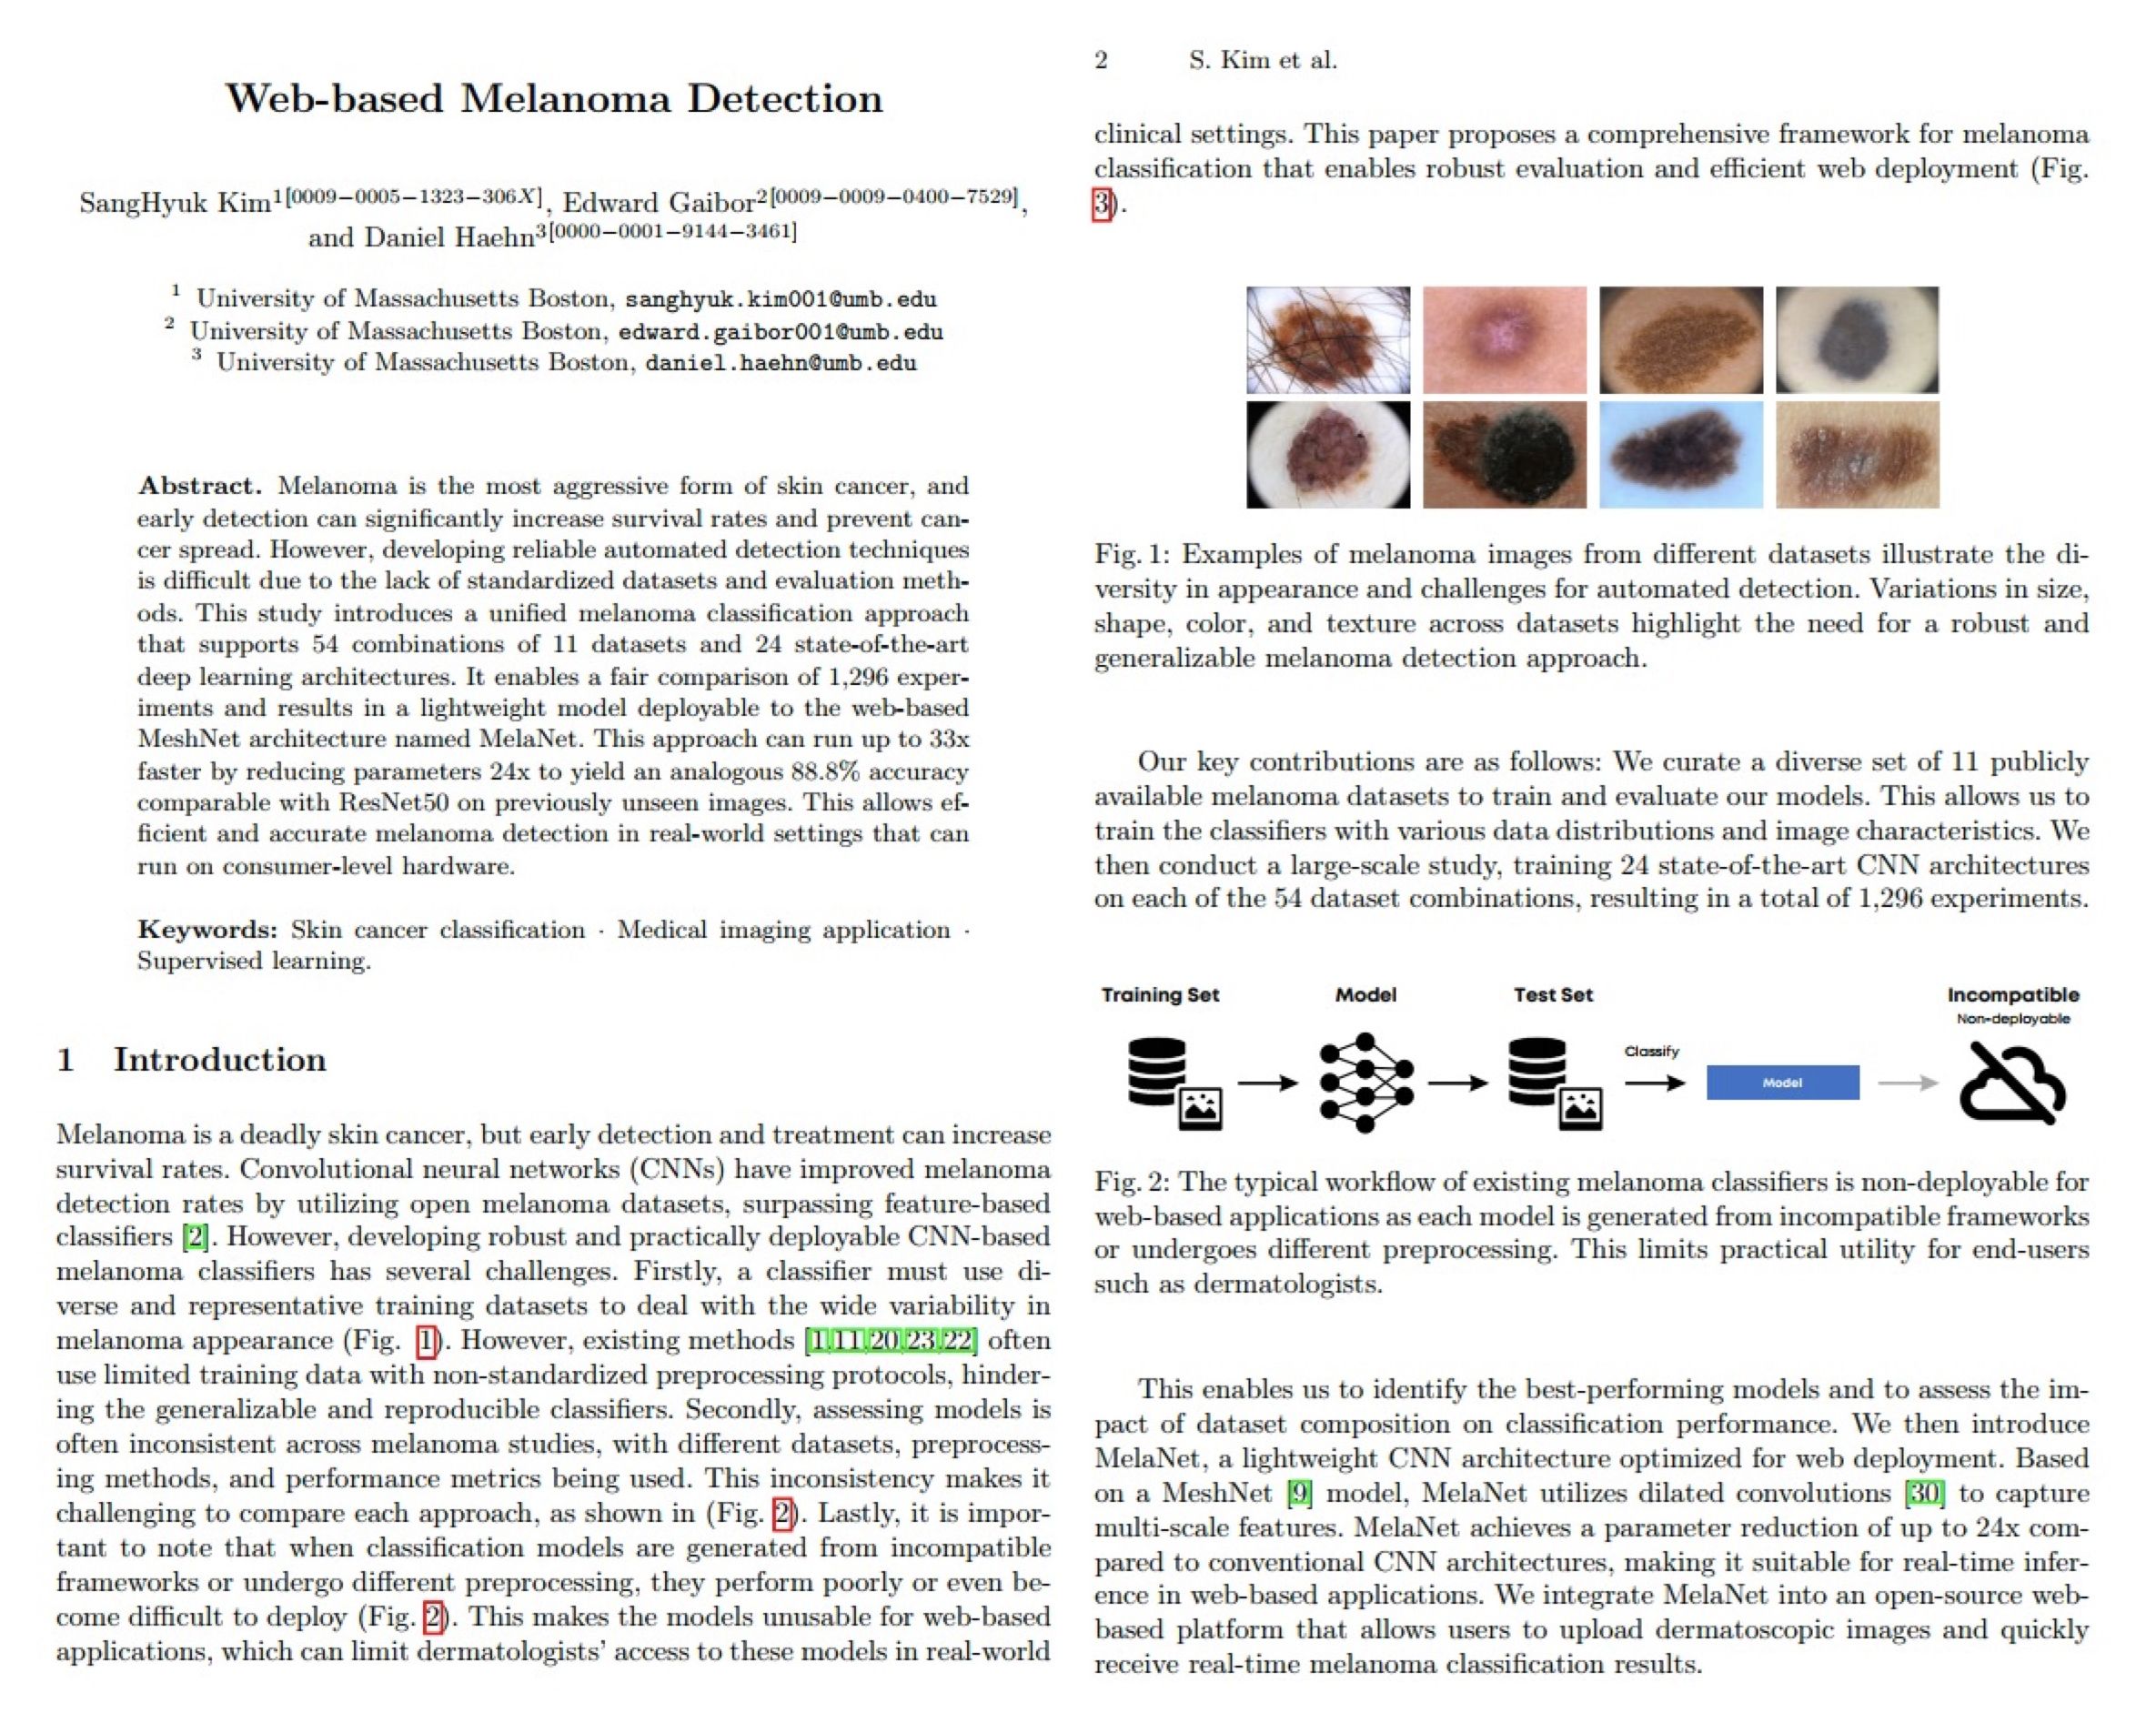 Web-based Melanoma Detection
SangHyuk Kim1[0009−0005−1323−306X], Edward Gaibor2[0009−0009−0400−7529],
and Daniel Haehn3[0000−0001−9144−3461]
1 University of Massachusetts Boston, sanghyuk.kim001@umb.edu
2 University of Massachusetts Boston, edward.gaibor001@umb.edu
3 University of Massachusetts Boston, daniel.haehn@umb.edu
Abstract. Melanoma is the most aggressive form of skin cancer, and
early detection can significantly increase survival rates and prevent can-
cer spread. However, developing reliable automated detection techniques
is difficult due to the lack of standardized datasets and evaluation meth-
ods. This study introduces a unified melanoma classification approach
that supports 54 combinations of 11 datasets and 24 state-of-the-art
deep learning architectures. It enables a fair comparison of 1,296 exper-
iments and results in a lightweight model deployable to the web-based
MeshNet architecture named MelaNet. This approach can run up to 33x
faster by reducing parameters 24x to yield an analogous 88.8% accuracy
comparable with ResNet50 on previously unseen images. This allows ef-
ficient and accurate melanoma detection in real-world settings that can
run on consumer-level hardware.
Keywords: Skin cancer classification · Medical imaging application ·
Supervised learning.
1 Introduction
Melanoma is a deadly skin cancer, but early detection and treatment can increase
survival rates. Convolutional neural networks (CNNs) have improved melanoma
detection rates by utilizing open melanoma datasets, surpassing feature-based
classifiers [2]. However, developing robust and practically deployable CNN-based
melanoma classifiers has several challenges. Firstly, a classifier must use di-
verse and representative training datasets to deal with the wide variability in
melanoma appearance (Fig. 1). However, existing methods [1,11,20,23,22] often
use limited training data with non-standardized preprocessing protocols, hinder-
ing the generalizable and reproducible classifiers. Secondly, assessing models is
often inconsistent across melanoma studies, with different datasets, preprocess-
ing methods, and performance metrics being used. This inconsistency makes it
challenging to compare each approach, as shown in (Fig. 2). Lastly, it is impor-
tant to note that when classification models are generated from incompatible
frameworks or undergo different preprocessing, they perform poorly or even be-
come difficult to deploy (Fig. 2). This makes the models unusable for web-based
applications, which can limit dermatologists' access to these models in real-world
2 S. Kim et al.
clinical settings. This paper proposes a comprehensive framework for melanoma
classification that enables robust evaluation and efficient web deployment (Fig.
3).
Fig. 1: Examples of melanoma images from different datasets illustrate the di-
versity in appearance and challenges for automated detection. Variations in size,
shape, color, and texture across datasets highlight the need for a robust and
generalizable melanoma detection approach.
Our key contributions are as follows: We curate a diverse set of 11 publicly
available melanoma datasets to train and evaluate our models. This allows us to
train the classifiers with various data distributions and image characteristics. We
then conduct a large-scale study, training 24 state-of-the-art CNN architectures
on each of the 54 dataset combinations, resulting in a total of 1,296 experiments.
Training Set Model Test Set Incompatible
Non-deployable
Classify
Model
Fig. 2: The typical workflow of existing melanoma classifiers is non-deployable for
web-based applications as each model is generated from incompatible frameworks
or undergoes different preprocessing. This limits practical utility for end-users
such as dermatologists.
This enables us to identify the best-performing models and to assess the im-
pact of dataset composition on classification performance. We then introduce
MelaNet, a lightweight CNN architecture optimized for web deployment. Based
on a MeshNet [9] model, MelaNet utilizes dilated convolutions [30] to capture
multi-scale features. MelaNet achieves a parameter reduction of up to 24x com-
pared to conventional CNN architectures, making it suitable for real-time infer-
ence in web-based applications. We integrate MelaNet into an open-source web-
based platform that allows users to upload dermatoscopic images and quickly
receive real-time melanoma classification results.